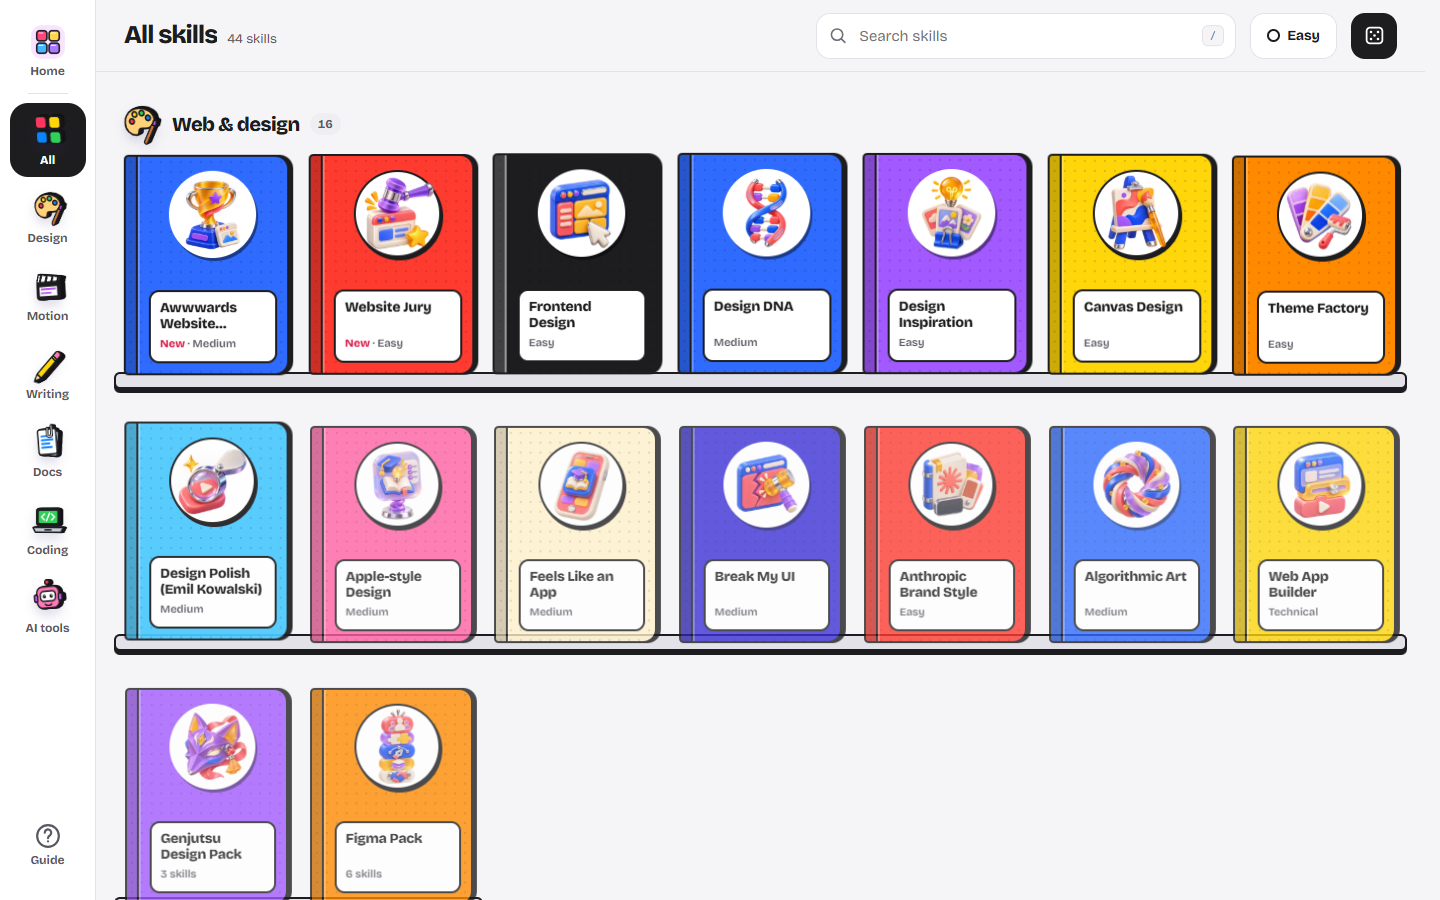 Home
All
Design
Motion
Writing
Docs
Coding
AI tools
Guide
All skills 44 skills
Search skills /
Easy
Web & design 16
Awwwards
Website...
New · Medium
Website Jury
New · Easy
Frontend
Design
Easy
Design DNA
Medium
Design
Inspiration
Easy
Canvas Design
Easy
Theme Factory
Easy
Design Polish
(Emil Kowalski)
Medium
Apple-style
Design
Medium
Feels Like an
App
Medium
Break My UI
Medium
Anthropic
Brand Style
Easy
Algorithmic Art
Medium
Web App
Builder
Technical
Genjutsu
Design Pack
3 skills
Figma Pack
6 skills